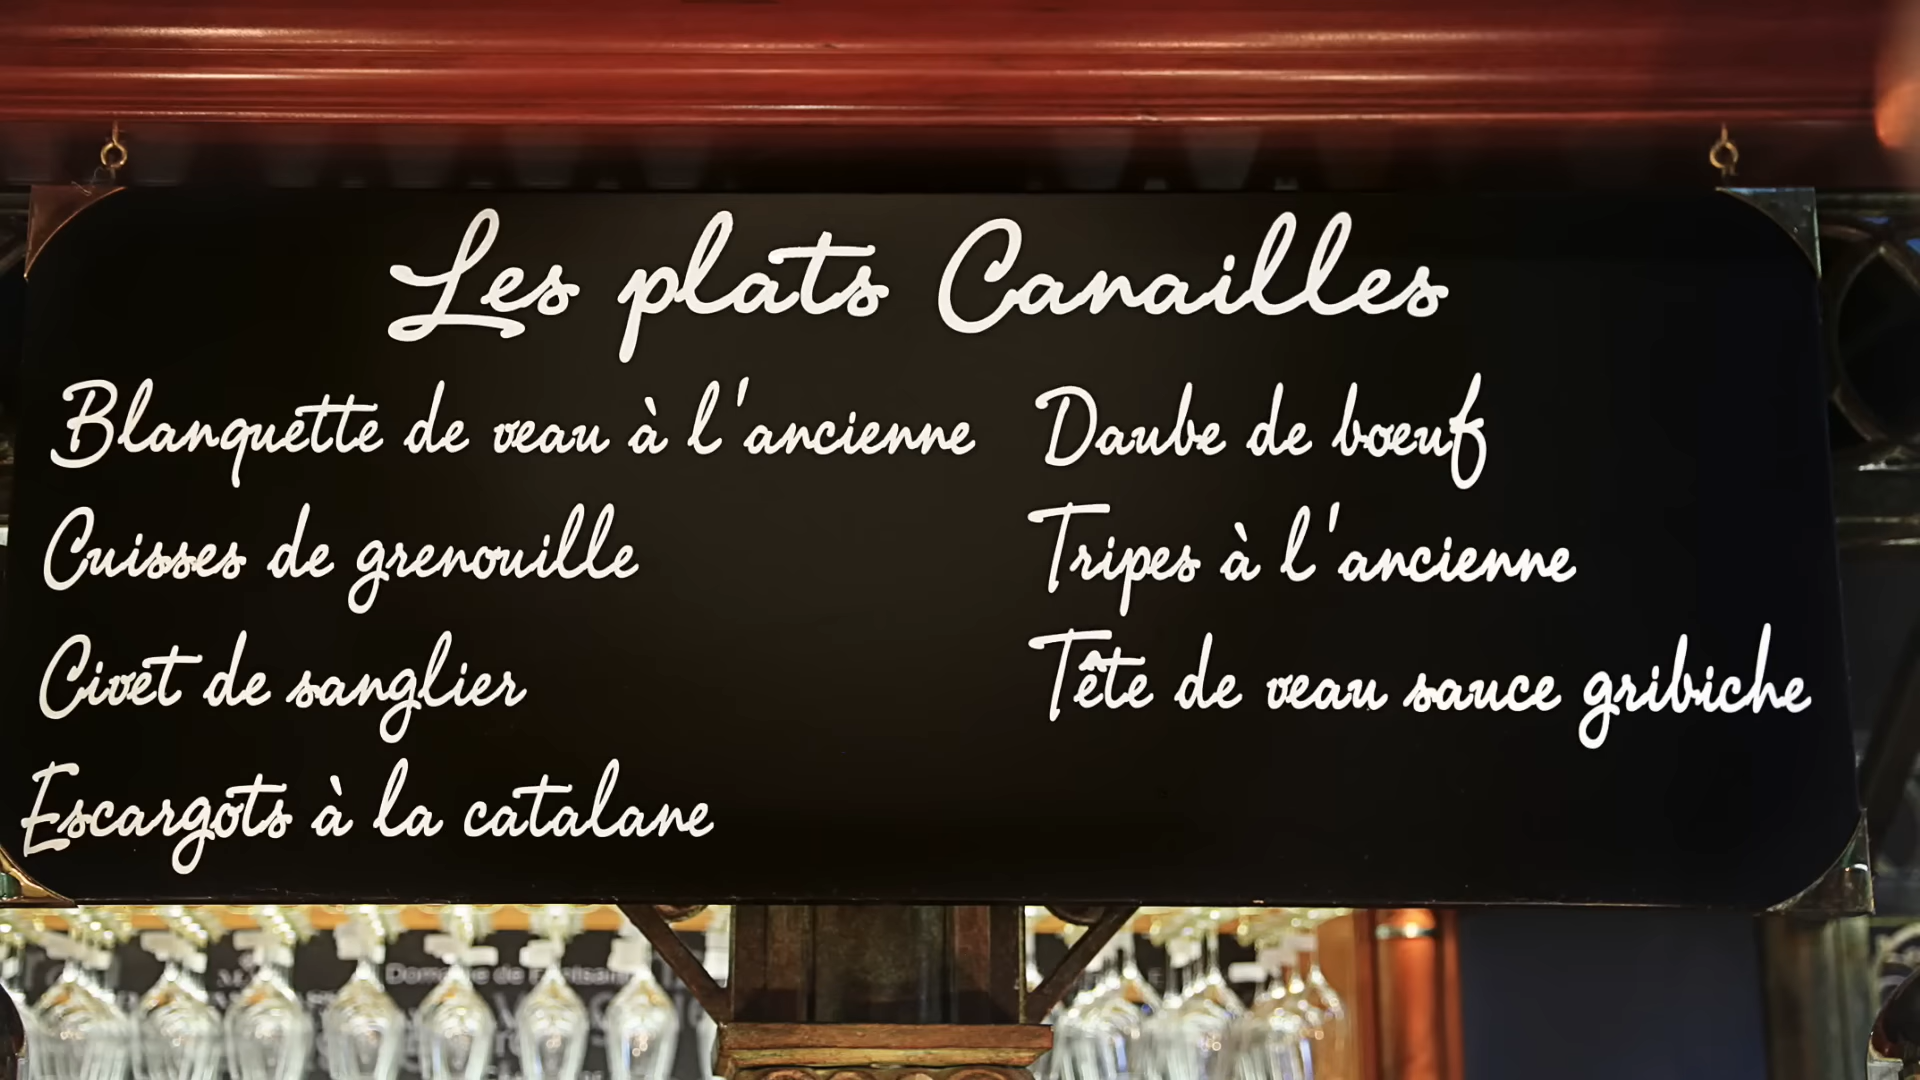 Les plats Canailles
Blanquette de veau à l'ancienne
Cuisses de grenouille
Civet de sanglier
Escargots à la catalane
Daube de bœuf
Tripes à l'ancienne
Tête de veau sauce gribiche